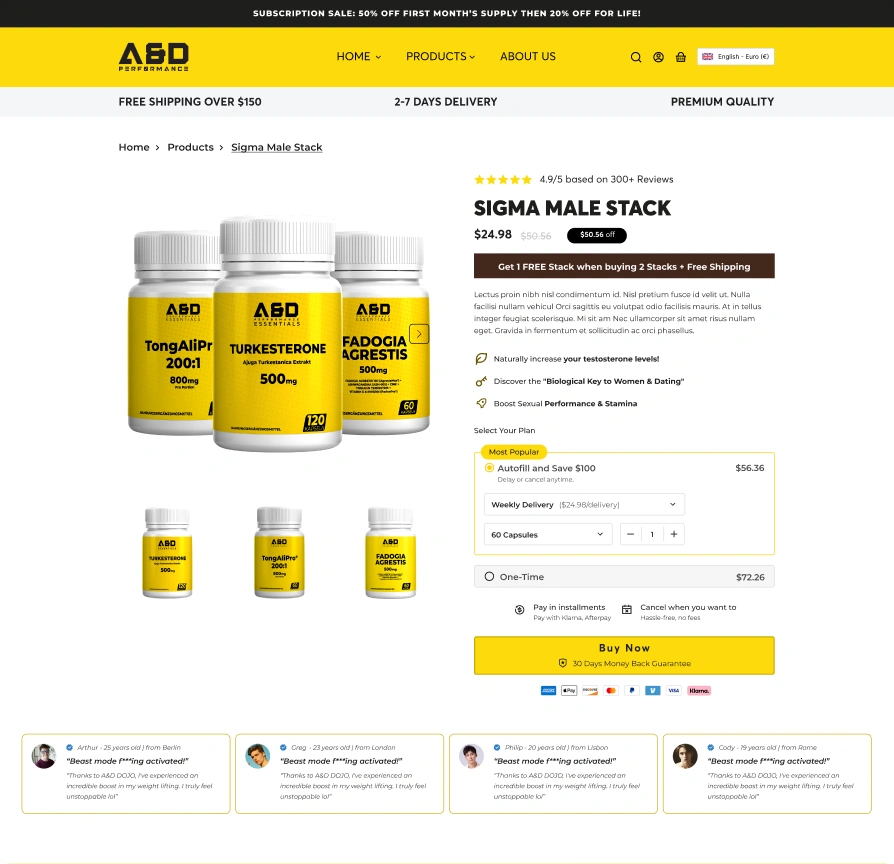 SUBSCRIPTION SALE: 50% OFF FIRST MONTH'S SUPPLY THEN 20% OFF FOR LIFE!
A&D
PERFORMANCE
HOME
PRODUCTS
ABOUT US
English - Euro (€)
FREE SHIPPING OVER $150
2-7 DAYS DELIVERY
PREMIUM QUALITY
Home > Products > Sigma Male Stack
4.9/5 based on 300+ Reviews
SIGMA MALE STACK
$24.98 $50.56 $50.56 off
Get 1 FREE Stack when buying 2 Stacks + Free Shipping
Lectus proin nibh nisl condimentum id. Nisl pretium fusce id velit ut. Nulla
facilisi nullam vehicul Orci sagittis eu volutpat odio facilisis mauris. At in tellus
integer feugiat scelerisque. Mi sit am Nec ullamcorper sit amet risus nullam
eget. Gravida in fermentum et sollicitudin ac orci phasellus.
Naturally increase your testosterone levels!
Discover the "Biological Key to Women & Dating"
Boost Sexual Performance & Stamina
Select Your Plan
Most Popular
Autofill and Save $100 $56.36
Delay or cancel anytime.
Weekly Delivery ($24.98/delivery)
60 Capsules
1
One-Time $72.26
Pay in installments
Pay with Klarna, Afterpay
Cancel when you want to
Hassle-free, no fees
Buy Now
30 Days Money Back Guarantee
Pay
VISA
Klarna.
A&D
ESSENTIALS
TongAliPr
200:1
800mg
Pro Portion
A&D
PERFORMANCE
ESSENTIALS
TURKESTERONE
Ajuga Turkestanica Extrakt
500mg
NAHRUNGSERGÄNZUNGSMITTEL
120
KAPSELN
A&D
ESSENTIALS
FADOGIA
AGRESTIS
500mg
60
KAPSELN
A&D
TURKESTERONE
500mg
120
A&D
TongAliPro®
200:1
800mg
A&D
FADOGIA
AGRESTIS
500mg
60
Arthur - 25 years old | from Berlin
"Beast mode f***ing activated!"
"Thanks to A&D DOJO, I've experienced an
incredible boost in my weight lifting. I truly feel
unstoppable lol"
Greg - 23 years old | from London
"Beast mode f***ing activated!"
"Thanks to A&D DOJO, I've experienced an
incredible boost in my weight lifting. I truly feel
unstoppable lol"
Philip - 20 years old | from Lisbon
"Beast mode f***ing activated!"
"Thanks to A&D DOJO, I've experienced an
incredible boost in my weight lifting. I truly feel
unstoppable lol"
Cody - 19 years old | from Rome
"Beast mode f***ing activated!"
"Thanks to A&D DOJO, I've experienced an
incredible boost in my weight lifting. I truly feel
unstoppable lol"